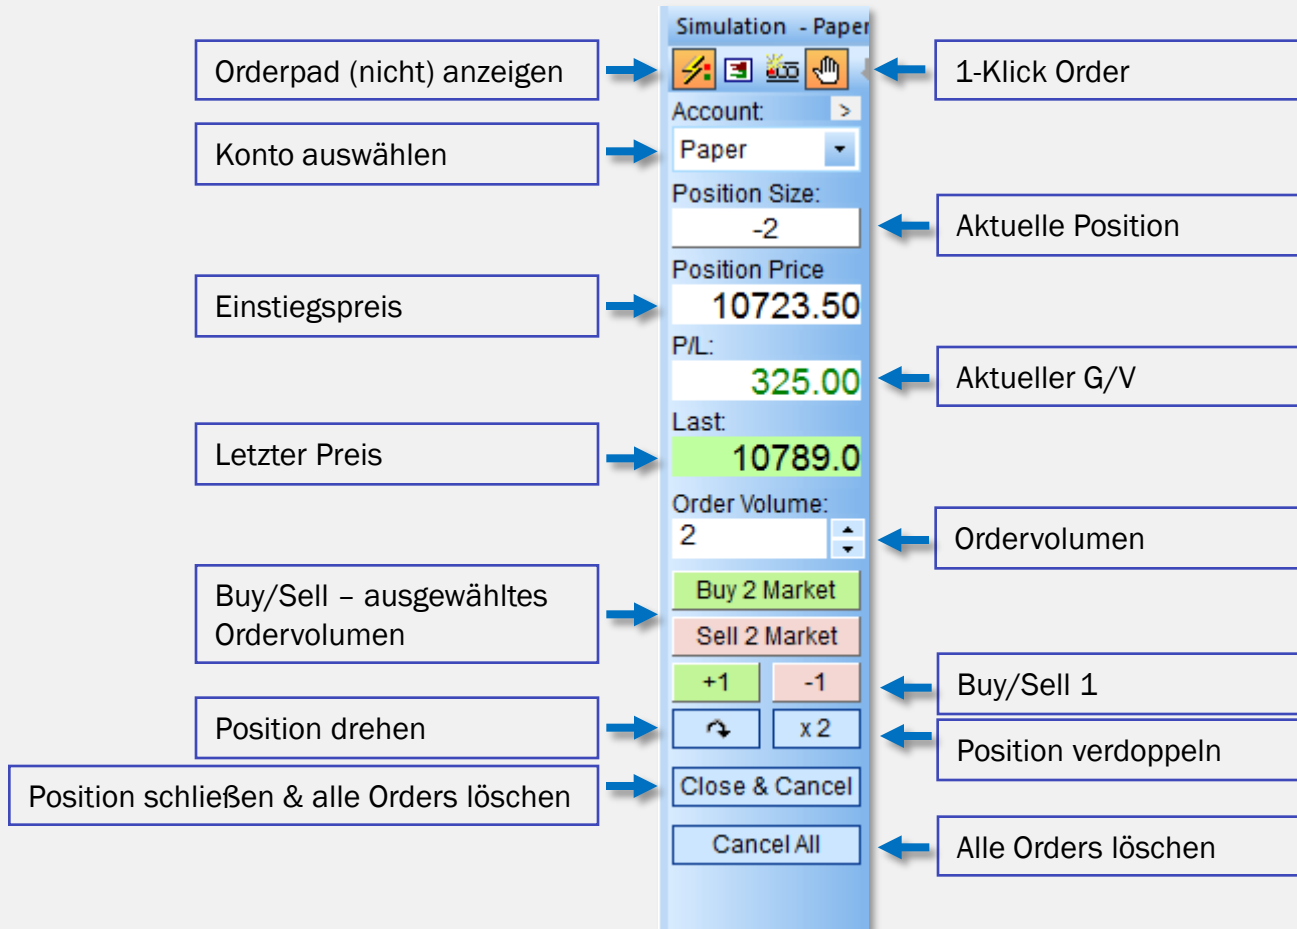 Simulation - Paper
Orderpad (nicht) anzeigen
1-Klick Order
Account:
>
Konto auswählen
Paper
Position Size:
-2
Aktuelle Position
Position Price
Einstiegspreis
10723.50
P/L:
325.00
Aktueller G/V
Last:
Letzter Preis
10789.0
Order Volume:
2
Ordervolumen
Buy/Sell – ausgewähltes
Ordervolumen
Buy 2 Market
Sell 2 Market
+1
-1
Buy/Sell 1
Position drehen
x 2
Position verdoppeln
Position schließen & alle Orders löschen
Close & Cancel
Cancel All
Alle Orders löschen